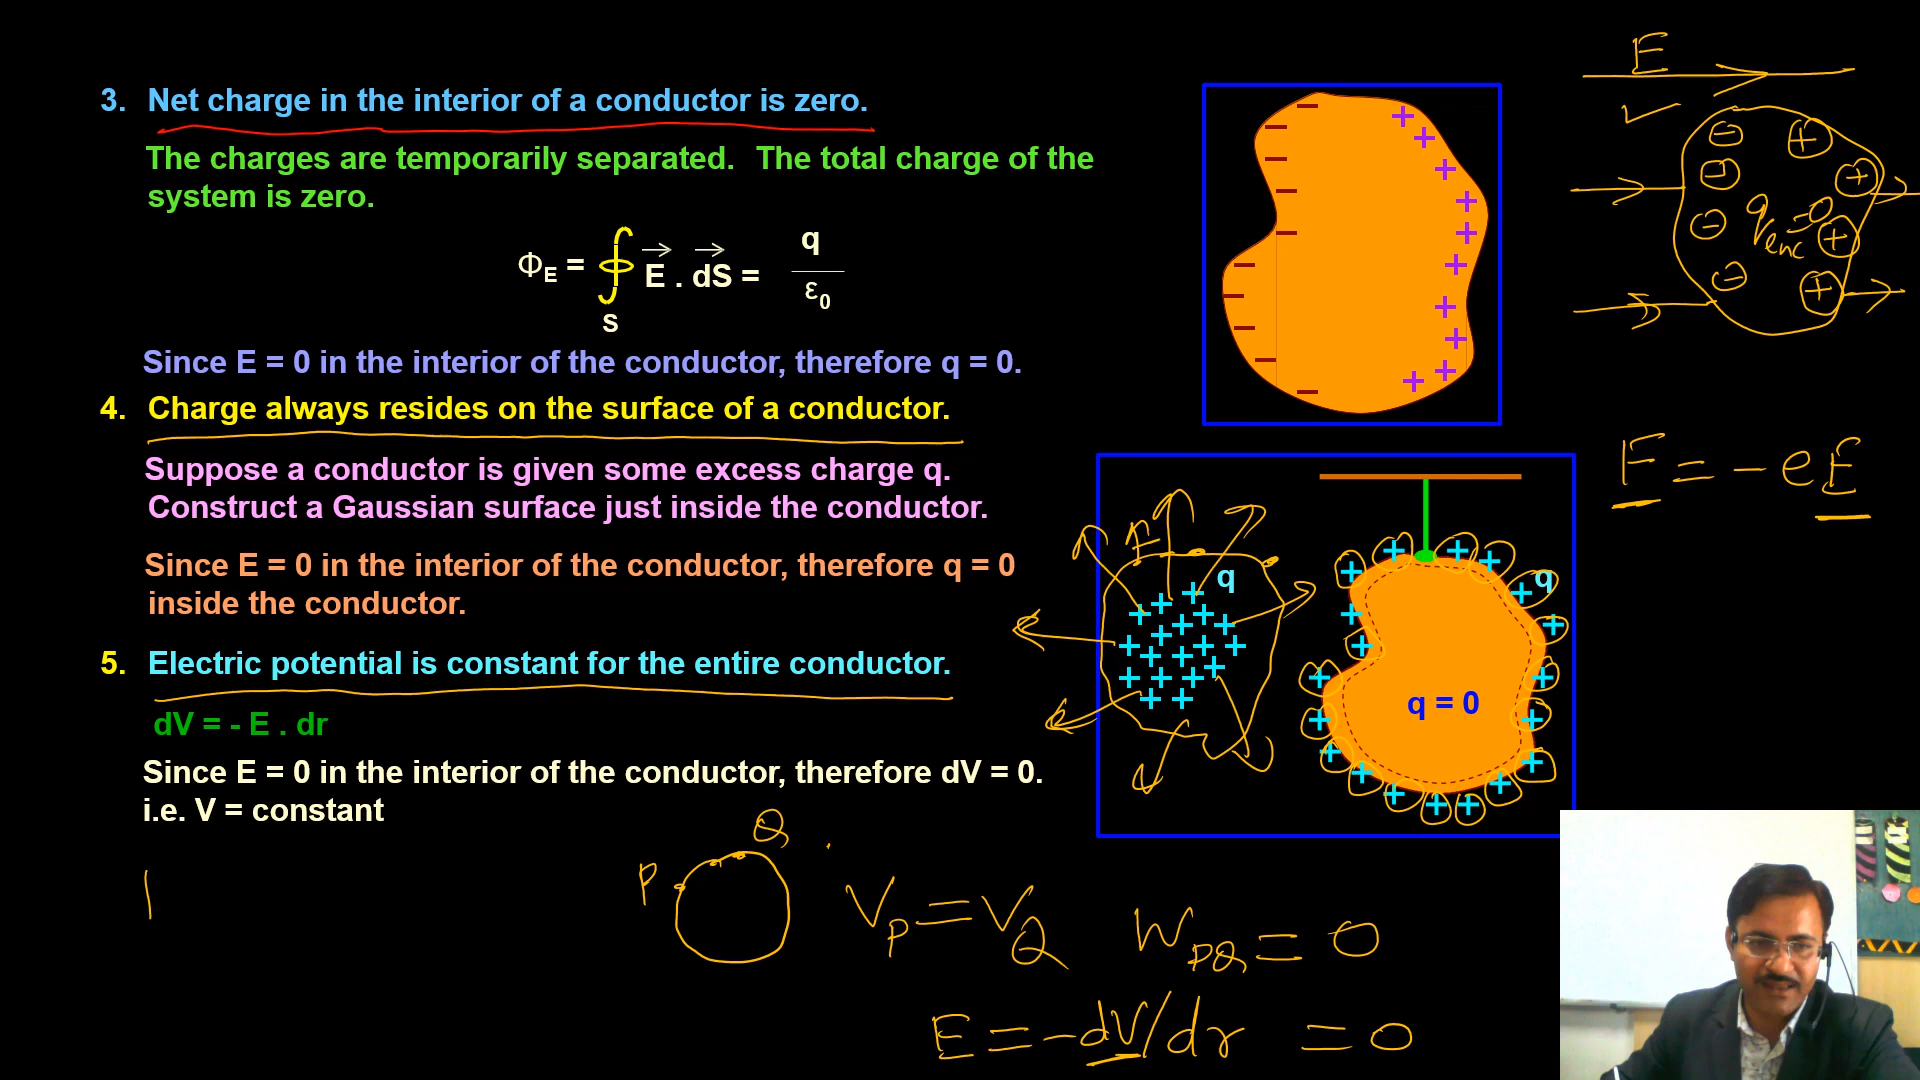 3. Net charge in the interior of a conductor is zero.
The charges are temporarily separated. The total charge of the
system is zero.
ΦE = ∮S E . dS = q / ε0
Since E = 0 in the interior of the conductor, therefore q = 0.
4. Charge always resides on the surface of a conductor.
Suppose a conductor is given some excess charge q.
Construct a Gaussian surface just inside the conductor.
Since E = 0 in the interior of the conductor, therefore q = 0
inside the conductor.
5. Electric potential is constant for the entire conductor.
dV = - E . dr
Since E = 0 in the interior of the conductor, therefore dV = 0.
i.e. V = constant
E
q enc = 0
F = - e E
E
q
q
q = 0
P
Q
VP = VQ
WPQ = 0
E = - dV/dr = 0